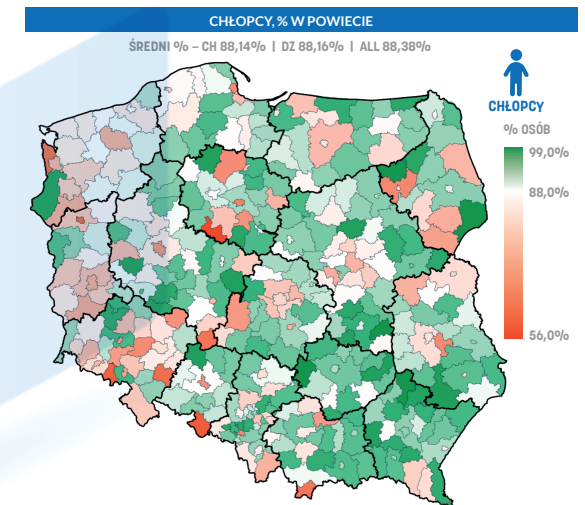 CHŁOPCY, % W POWIECIE
ŚREDNI % – CH 88,14% | DZ 88,16% | ALL 88,38%
CHŁOPCY
% OSÓB
99,0%
88,0%
56,0%